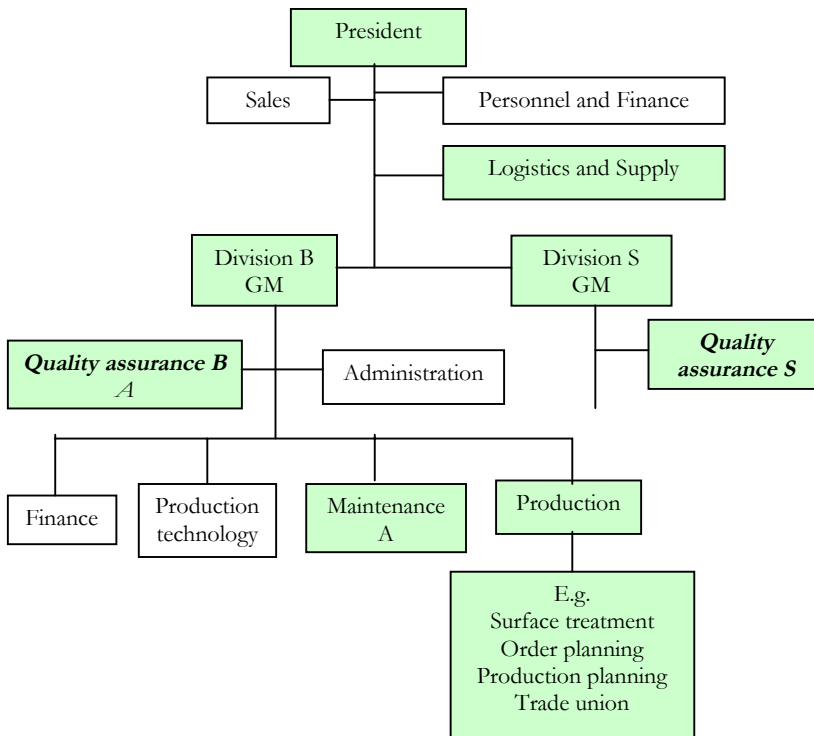 President
Sales
Personnel and Finance
Logistics and Supply
Division B
GM
Division S
GM
Quality assurance B
A
Administration
Quality
assurance S
Finance
Production
technology
Maintenance
A
Production
E.g.
Surface treatment
Order planning
Production planning
Trade union